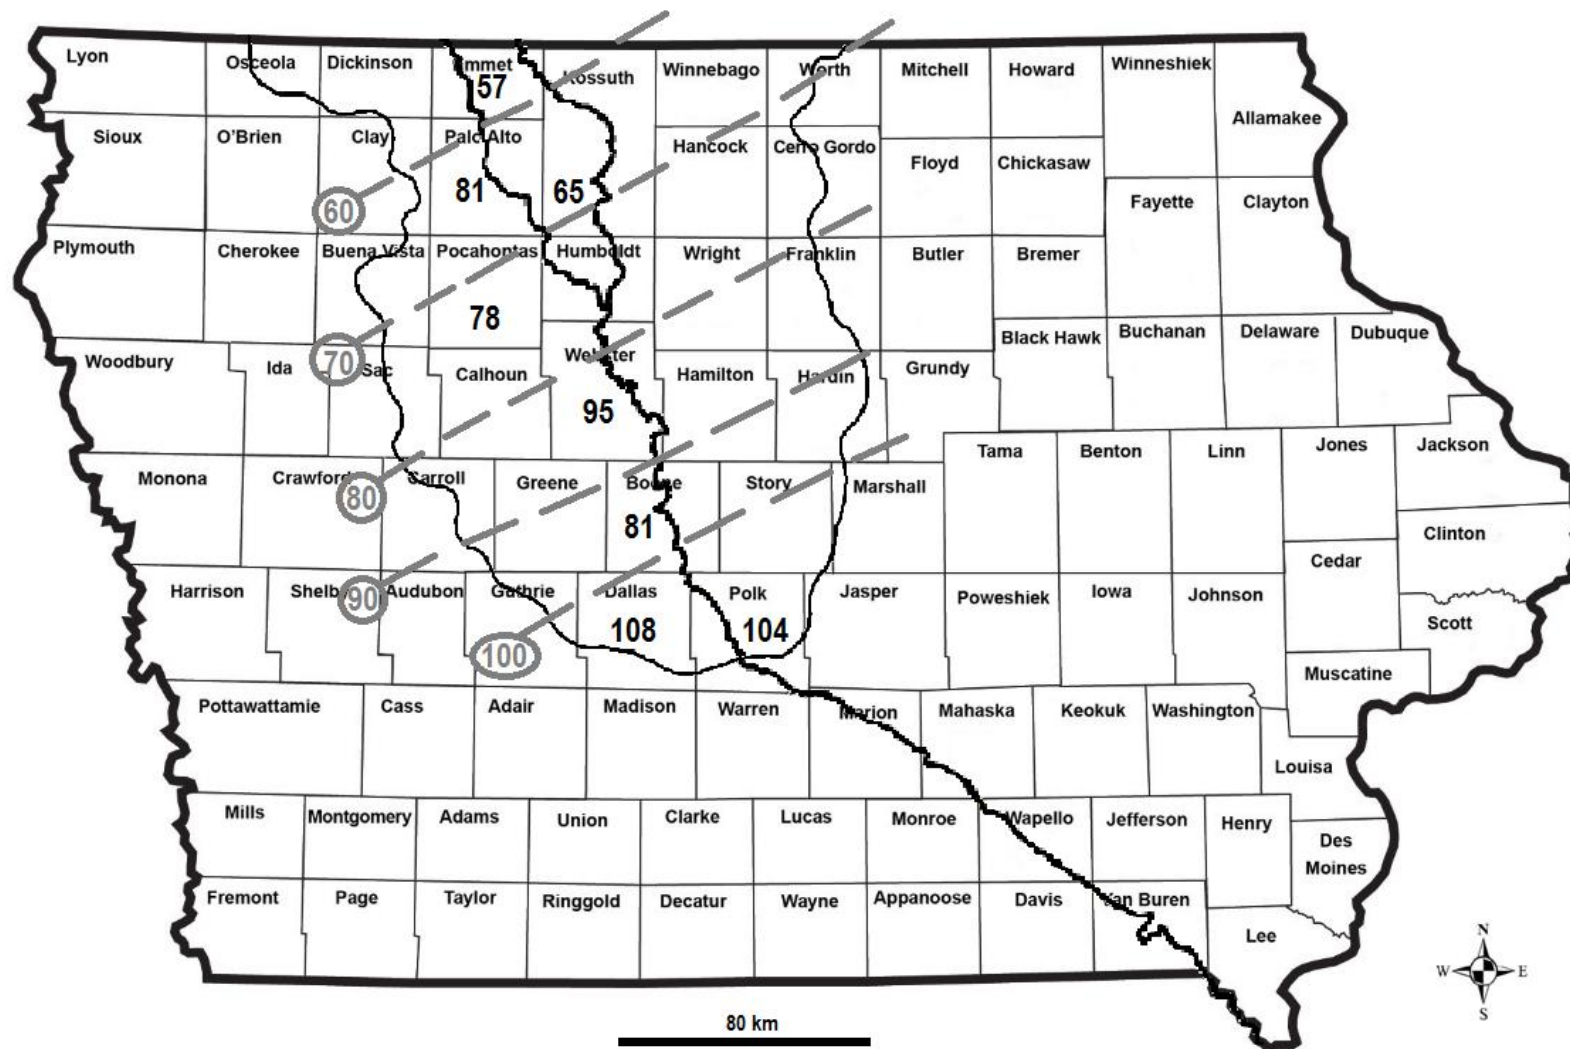 Lyon
Osceola
Dickinson
Emmet
57
Kossuth
Winnebago
Worth
Mitchell
Howard
Winneshiek
Allamakee
Sioux
O'Brien
Clay
Palo Alto
Hancock
Cerro Gordo
Floyd
Chickasaw
60
81
65
Fayette
Clayton
Plymouth
Cherokee
Buena Vista
Pocahontas
Humboldt
Wright
Franklin
Butler
Bremer
78
70
Black Hawk
Buchanan
Delaware
Dubuque
Woodbury
Ida
Sac
Calhoun
Webster
Hamilton
Hardin
Grundy
95
Monona
Crawford
80
Carroll
Greene
Boone
Story
Marshall
Tama
Benton
Linn
Jones
Jackson
81
Clinton
Cedar
Harrison
Shelby
90
Audubon
Guthrie
Dallas
Polk
Jasper
Poweshiek
Iowa
Johnson
Scott
100
108
104
Muscatine
Pottawattamie
Cass
Adair
Madison
Warren
Marion
Mahaska
Keokuk
Washington
Louisa
Mills
Montgomery
Adams
Union
Clarke
Lucas
Monroe
Wapello
Jefferson
Henry
Des
Moines
Fremont
Page
Taylor
Ringgold
Decatur
Wayne
Appanoose
Davis
Van Buren
Lee
N
W
E
S
80 km